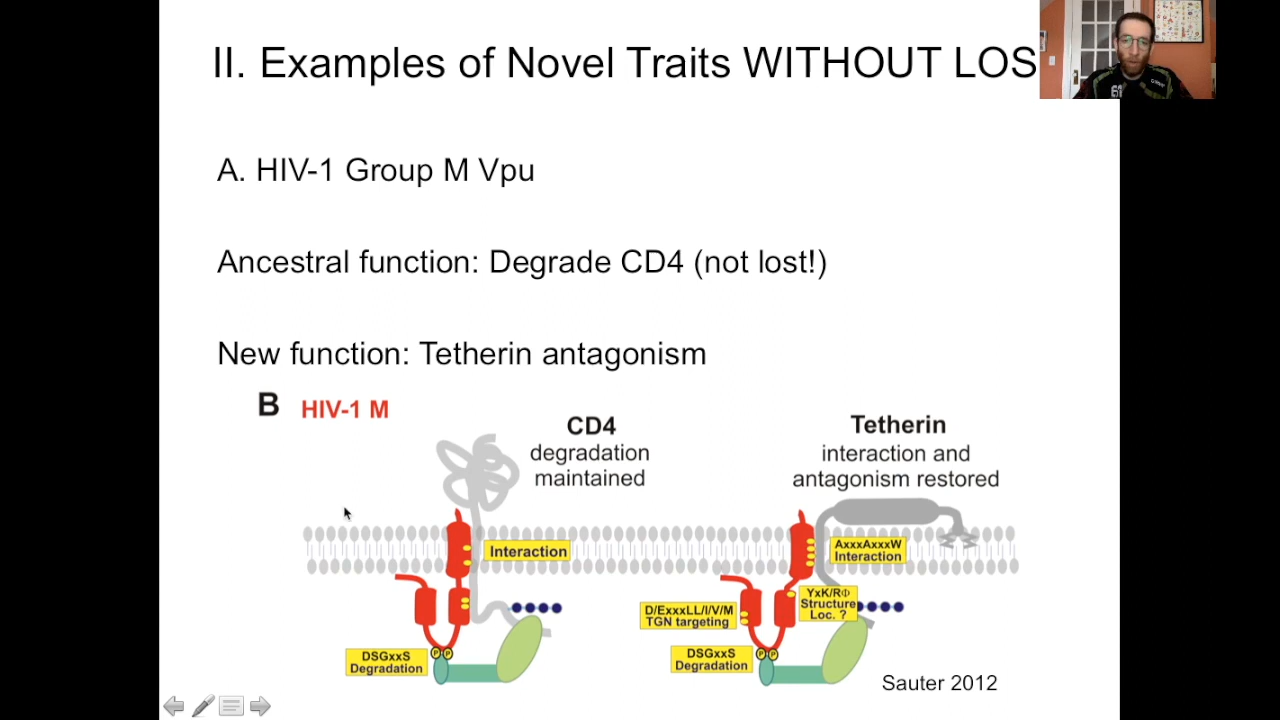 II. Examples of Novel Traits WITHOUT LOS
A. HIV-1 Group M Vpu
Ancestral function: Degrade CD4 (not lost!)
New function: Tetherin antagonism
B HIV-1 M
CD4
degradation
maintained
Tetherin
interaction and
antagonism restored
Interaction
AxxxAxxxW
Interaction
D/ExxxLL/I/V/M
TGN targeting
YxK/RΦ
Structure
Loc. ?
DSGxxS
Degradation
P P
DSGxxS
Degradation
P P
Sauter 2012